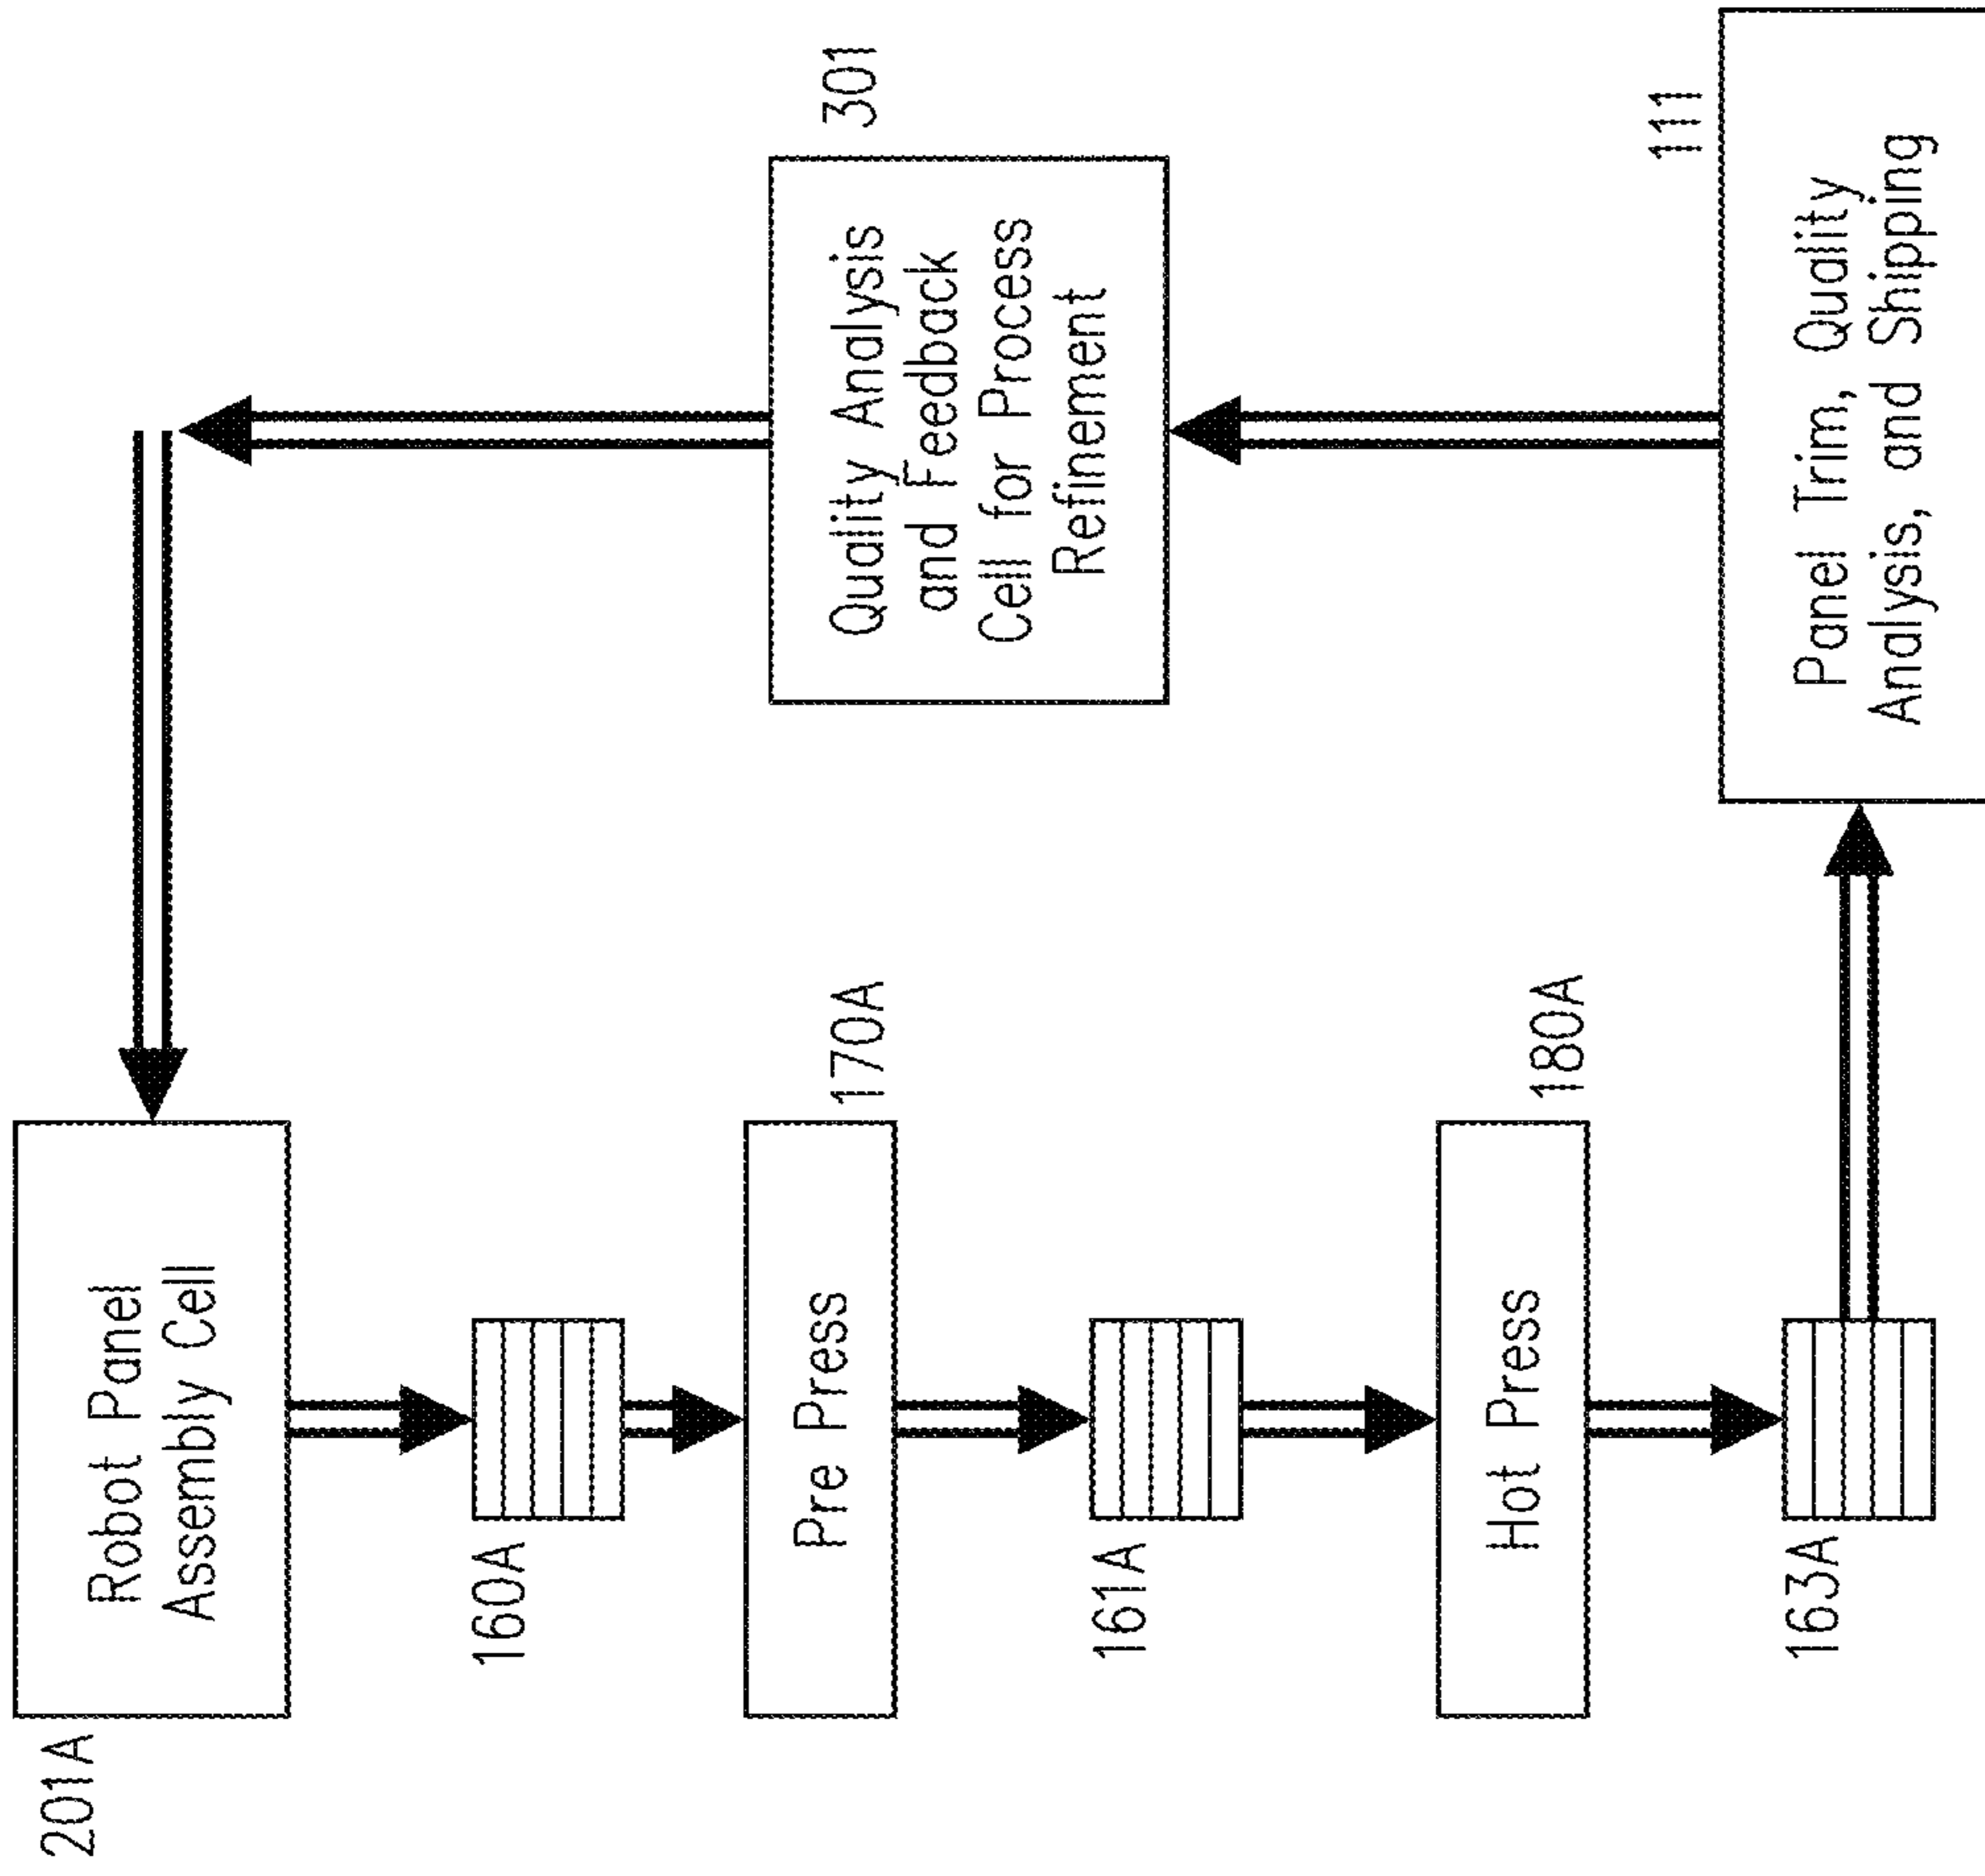 201A
Robot Panel
Assembly Cell
160A
Pre Press
170A
161A
Hot Press
180A
163A
Quality Analysis
and Feedback
Cell for Process
Refinement
301
Panel Trim, Quality
Analysis, and Shipping
111